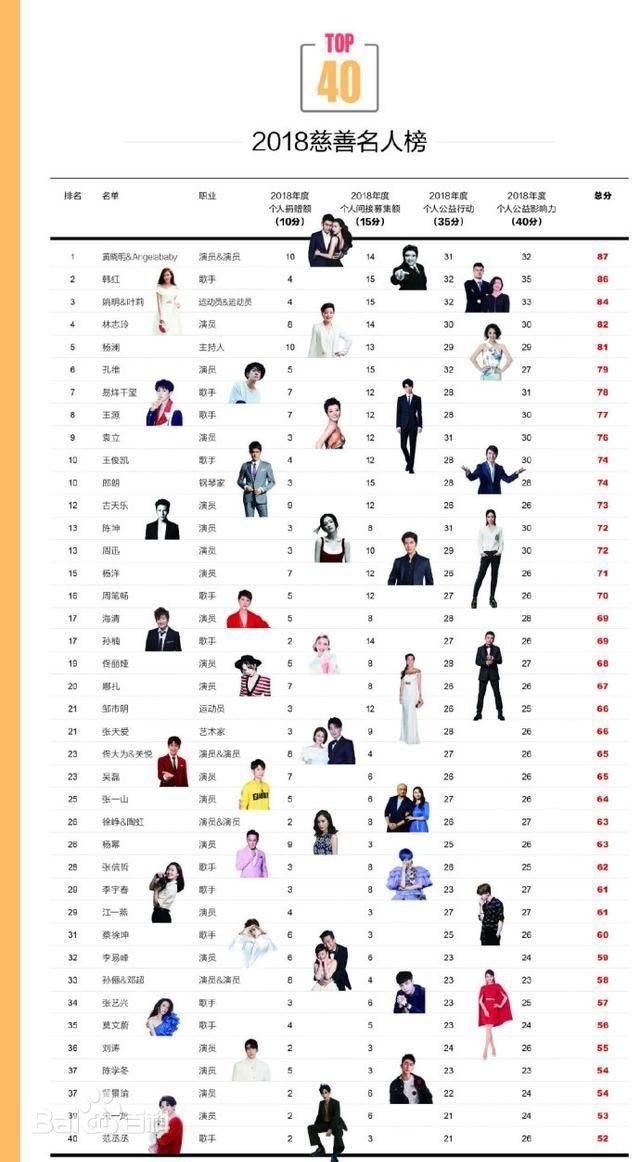 TOP
40
2018慈善名人榜
排名 名单 职业 2018年度 个人捐赠额 (10分) 2018年度 个人间接募集额 (15分) 2018年度 个人公益行动 (35分) 2018年度 个人公益影响力 (40分) 总分
1 黄晓明&Angelababy 演员&演员 10 14 31 32 87
2 韩红 歌手 4 15 32 35 86
3 姚明&叶莉 运动员&运动员 4 15 32 33 84
4 林志玲 演员 8 14 30 30 82
5 杨澜 主持人 10 13 29 29 81
6 孔维 演员 5 15 32 27 79
7 易烊千玺 歌手 7 12 28 31 78
8 王源 歌手 7 12 28 30 77
9 袁立 演员 3 12 31 30 76
10 王俊凯 歌手 4 12 28 30 74
10 郎朗 钢琴家 3 15 28 28 74
12 古天乐 演员 9 12 26 26 73
13 陈坤 演员 3 8 31 30 72
13 周迅 演员 3 10 29 30 72
15 杨洋 演员 7 12 26 26 71
16 周笔畅 歌手 5 12 27 26 70
17 海清 演员 5 8 28 28 69
17 孙楠 歌手 2 14 27 26 69
19 佟丽娅 演员 5 8 28 27 68
20 娜扎 演员 7 8 26 26 67
21 邹市明 运动员 3 12 26 25 66
21 张天爱 艺术家 3 9 28 26 66
23 佟大为&关悦 演员&演员 8 4 27 26 65
23 吴磊 演员 7 6 26 26 65
25 张一山 演员 5 6 27 26 64
26 徐峥&陶虹 演员&演员 2 8 26 27 63
26 杨幂 演员 9 3 26 25 63
28 张信哲 歌手 3 8 26 25 62
29 李宇春 歌手 3 8 23 27 61
29 江一燕 演员 4 3 27 27 61
31 蔡徐坤 歌手 6 3 25 26 60
32 李易峰 演员 6 3 24 26 59
33 孙俪&邓超 演员&演员 8 4 23 23 58
34 张艺兴 歌手 3 6 23 25 57
35 莫文蔚 歌手 4 5 23 24 56
36 刘涛 演员 2 3 24 26 55
37 陈学冬 演员 5 3 23 23 54
37 黄景瑜 演员 2 6 22 24 54
39 演员 2 6 21 24 53
40 范丞丞 歌手 2 3 21 26 52
Bai百科